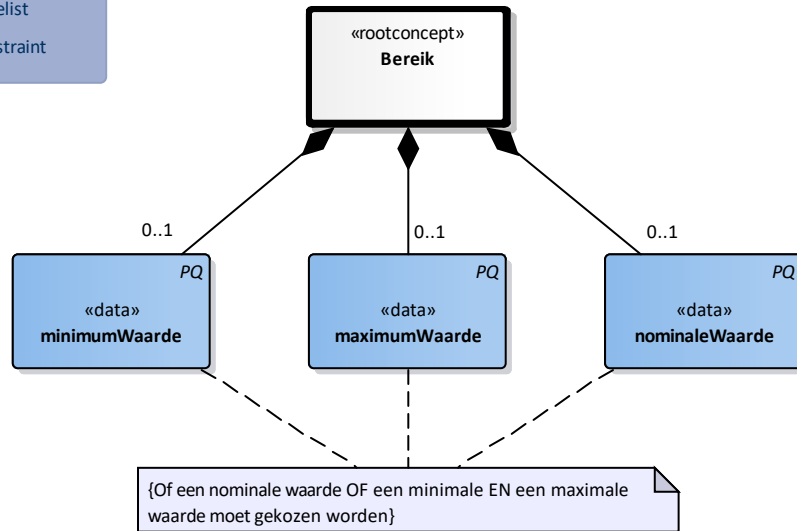 elist
straint
«rootconcept»
Bereik
0..1
0..1
0..1
PQ
«data»
minimumWaarde
PQ
«data»
maximumWaarde
PQ
«data»
nominaleWaarde
{Of een nominale waarde OF een minimale EN een maximale
waarde moet gekozen worden}